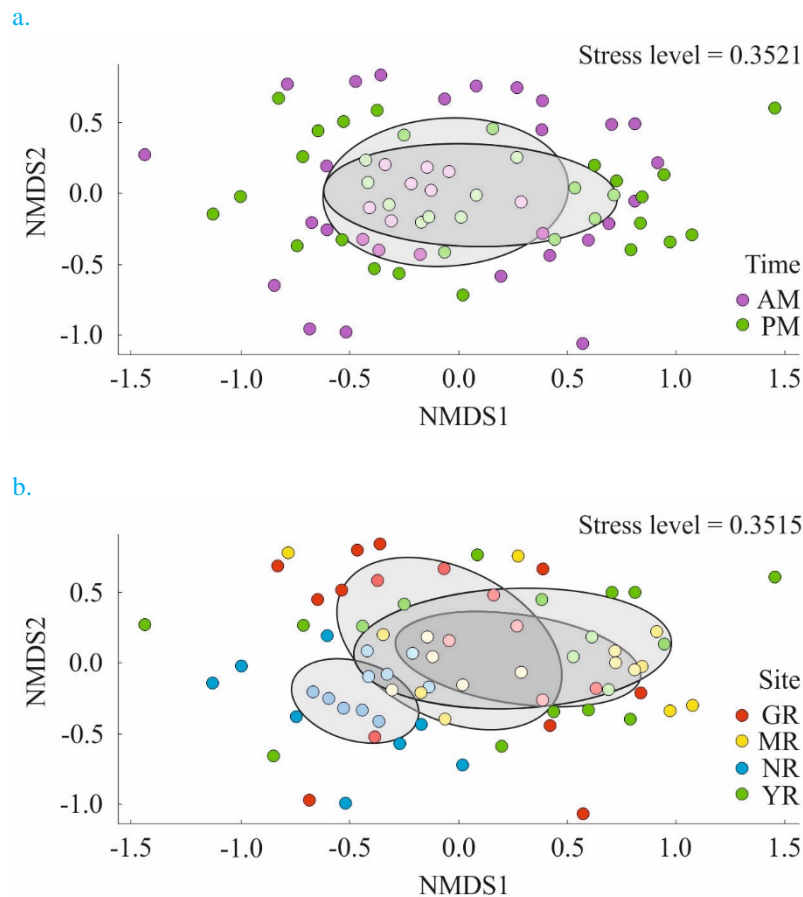 a.
Stress level = 0.3521
0.5
0.0
-0.5
-1.0
NMDS2
Time
AM
PM
-1.5
-1.0
-0.5
0.0
0.5
1.0
1.5
NMDS1
b.
Stress level = 0.3515
0.5
0.0
-0.5
-1.0
NMDS2
Site
GR
MR
NR
YR
-1.5
-1.0
-0.5
0.0
0.5
1.0
1.5
NMDS1